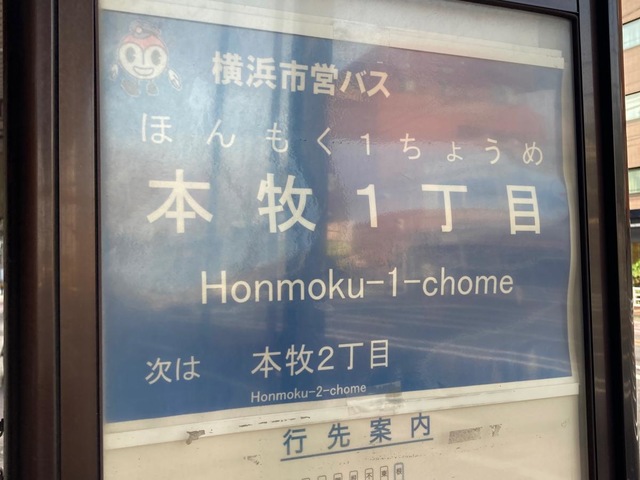 横浜市営バス
ほんもく1ちょうめ
本牧1丁目
Honmoku-1-chome
次は 本牧2丁目
Honmoku-2-chome
行先案内